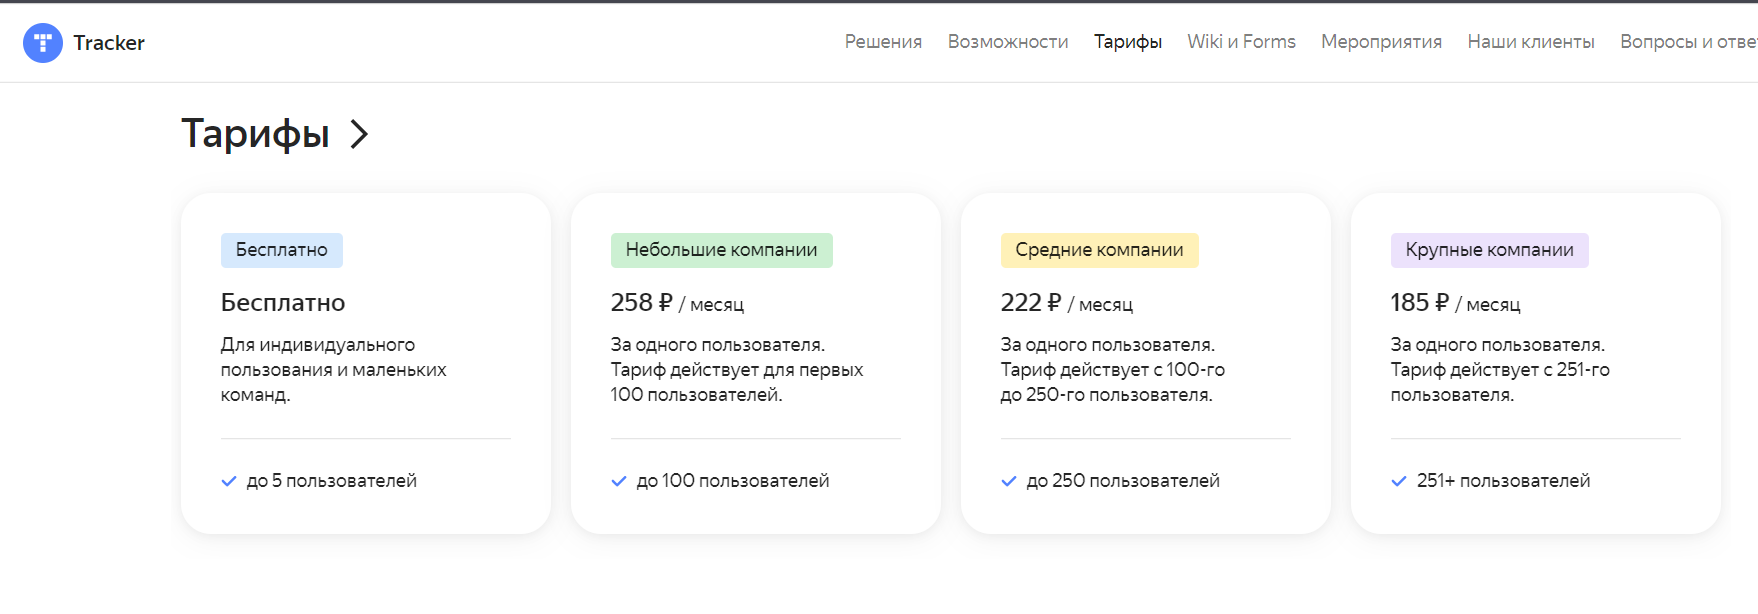 Tracker
Решения Возможности Тарифы Wiki и Forms Мероприятия Наши клиенты Вопросы и отве
Тарифы
Бесплатно
Бесплатно
Для индивидуального
пользования и маленьких
команд.
до 5 пользователей
Небольшие компании
258 ₽ / месяц
За одного пользователя.
Тариф действует для первых
100 пользователей.
до 100 пользователей
Средние компании
222 ₽ / месяц
За одного пользователя.
Тариф действует с 100-го
до 250-го пользователя.
до 250 пользователей
Крупные компании
185 ₽ / месяц
За одного пользователя.
Тариф действует с 251-го
пользователя.
251+ пользователей